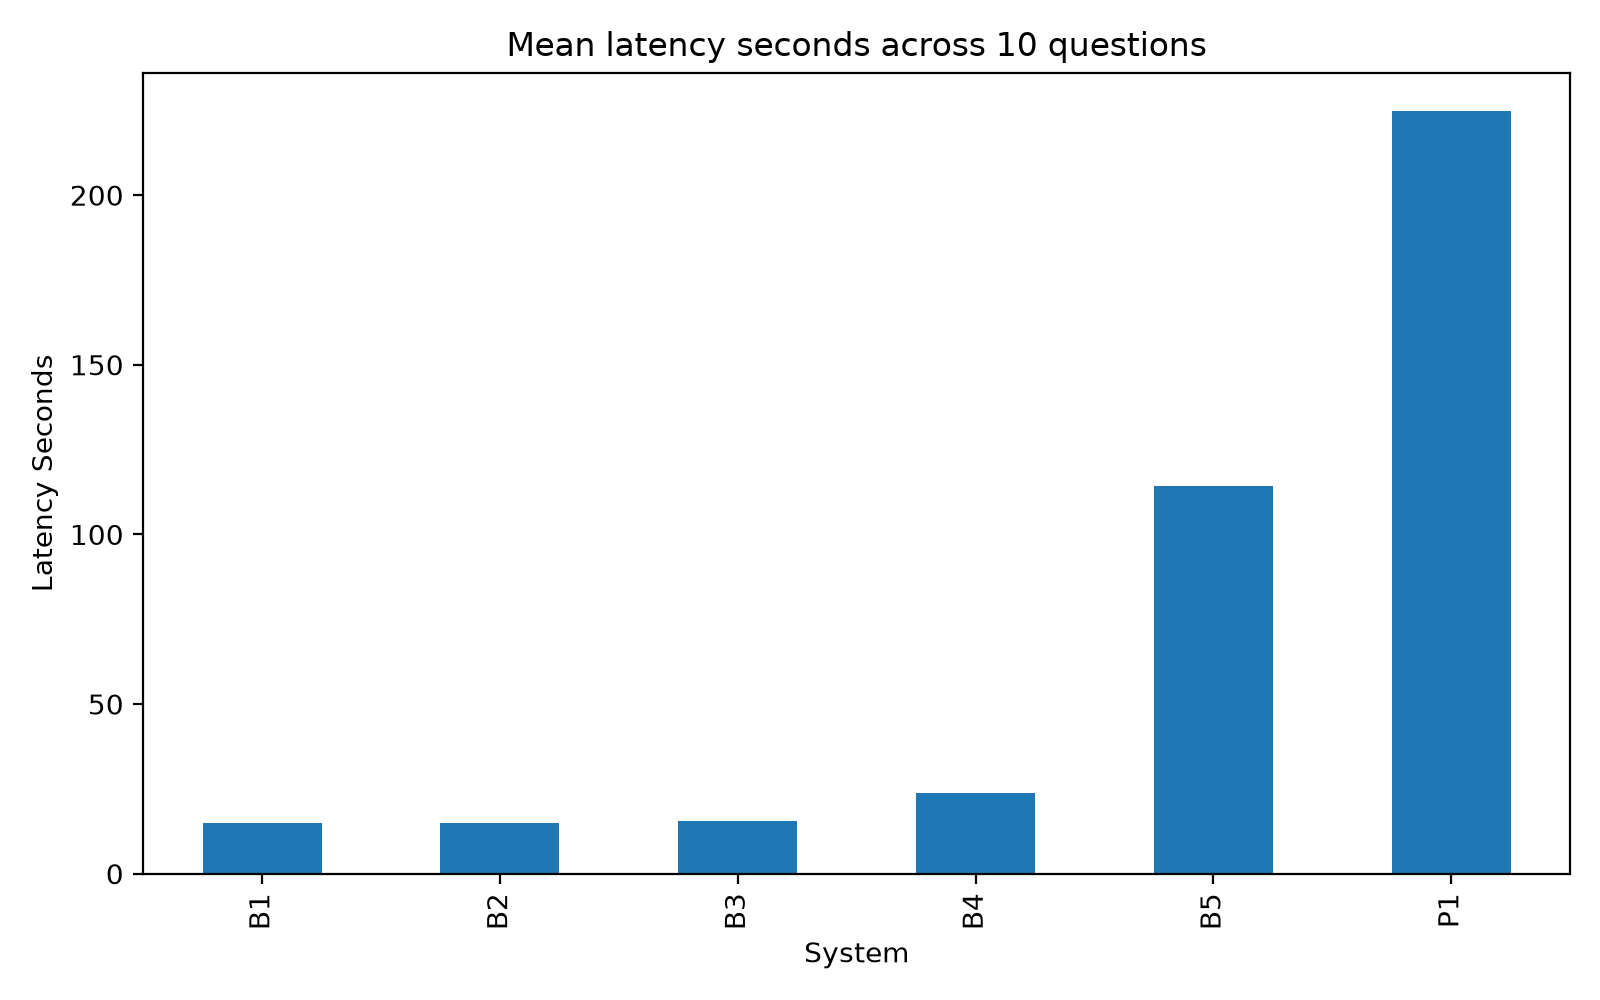 Mean latency seconds across 10 questions
Latency Seconds
200
150
100
50
0
B1
B2
B3
B4
B5
P1
System